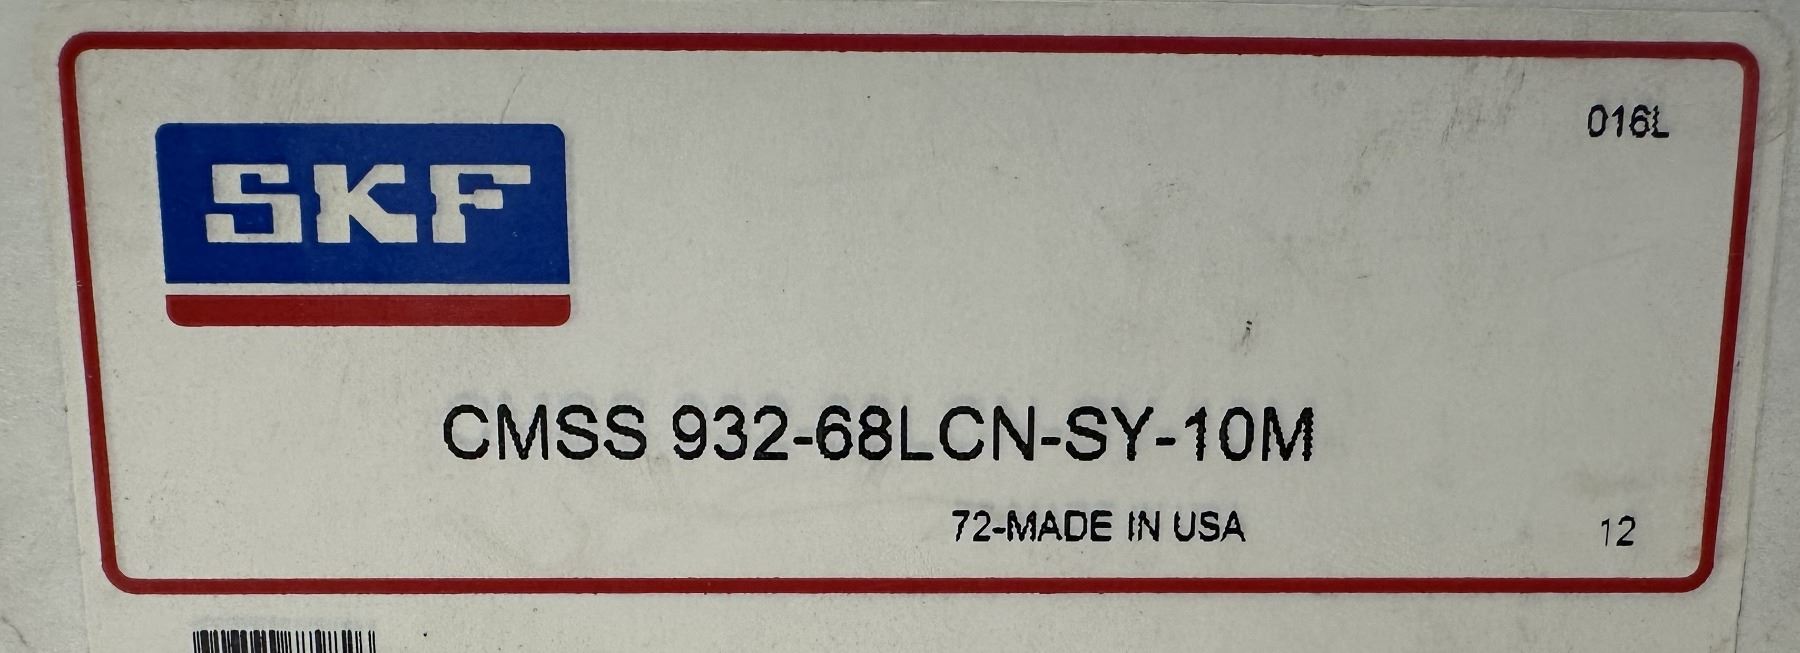 016L
SKF
CMSS 932-68LCN-SY-10M
72-MADE IN USA
12